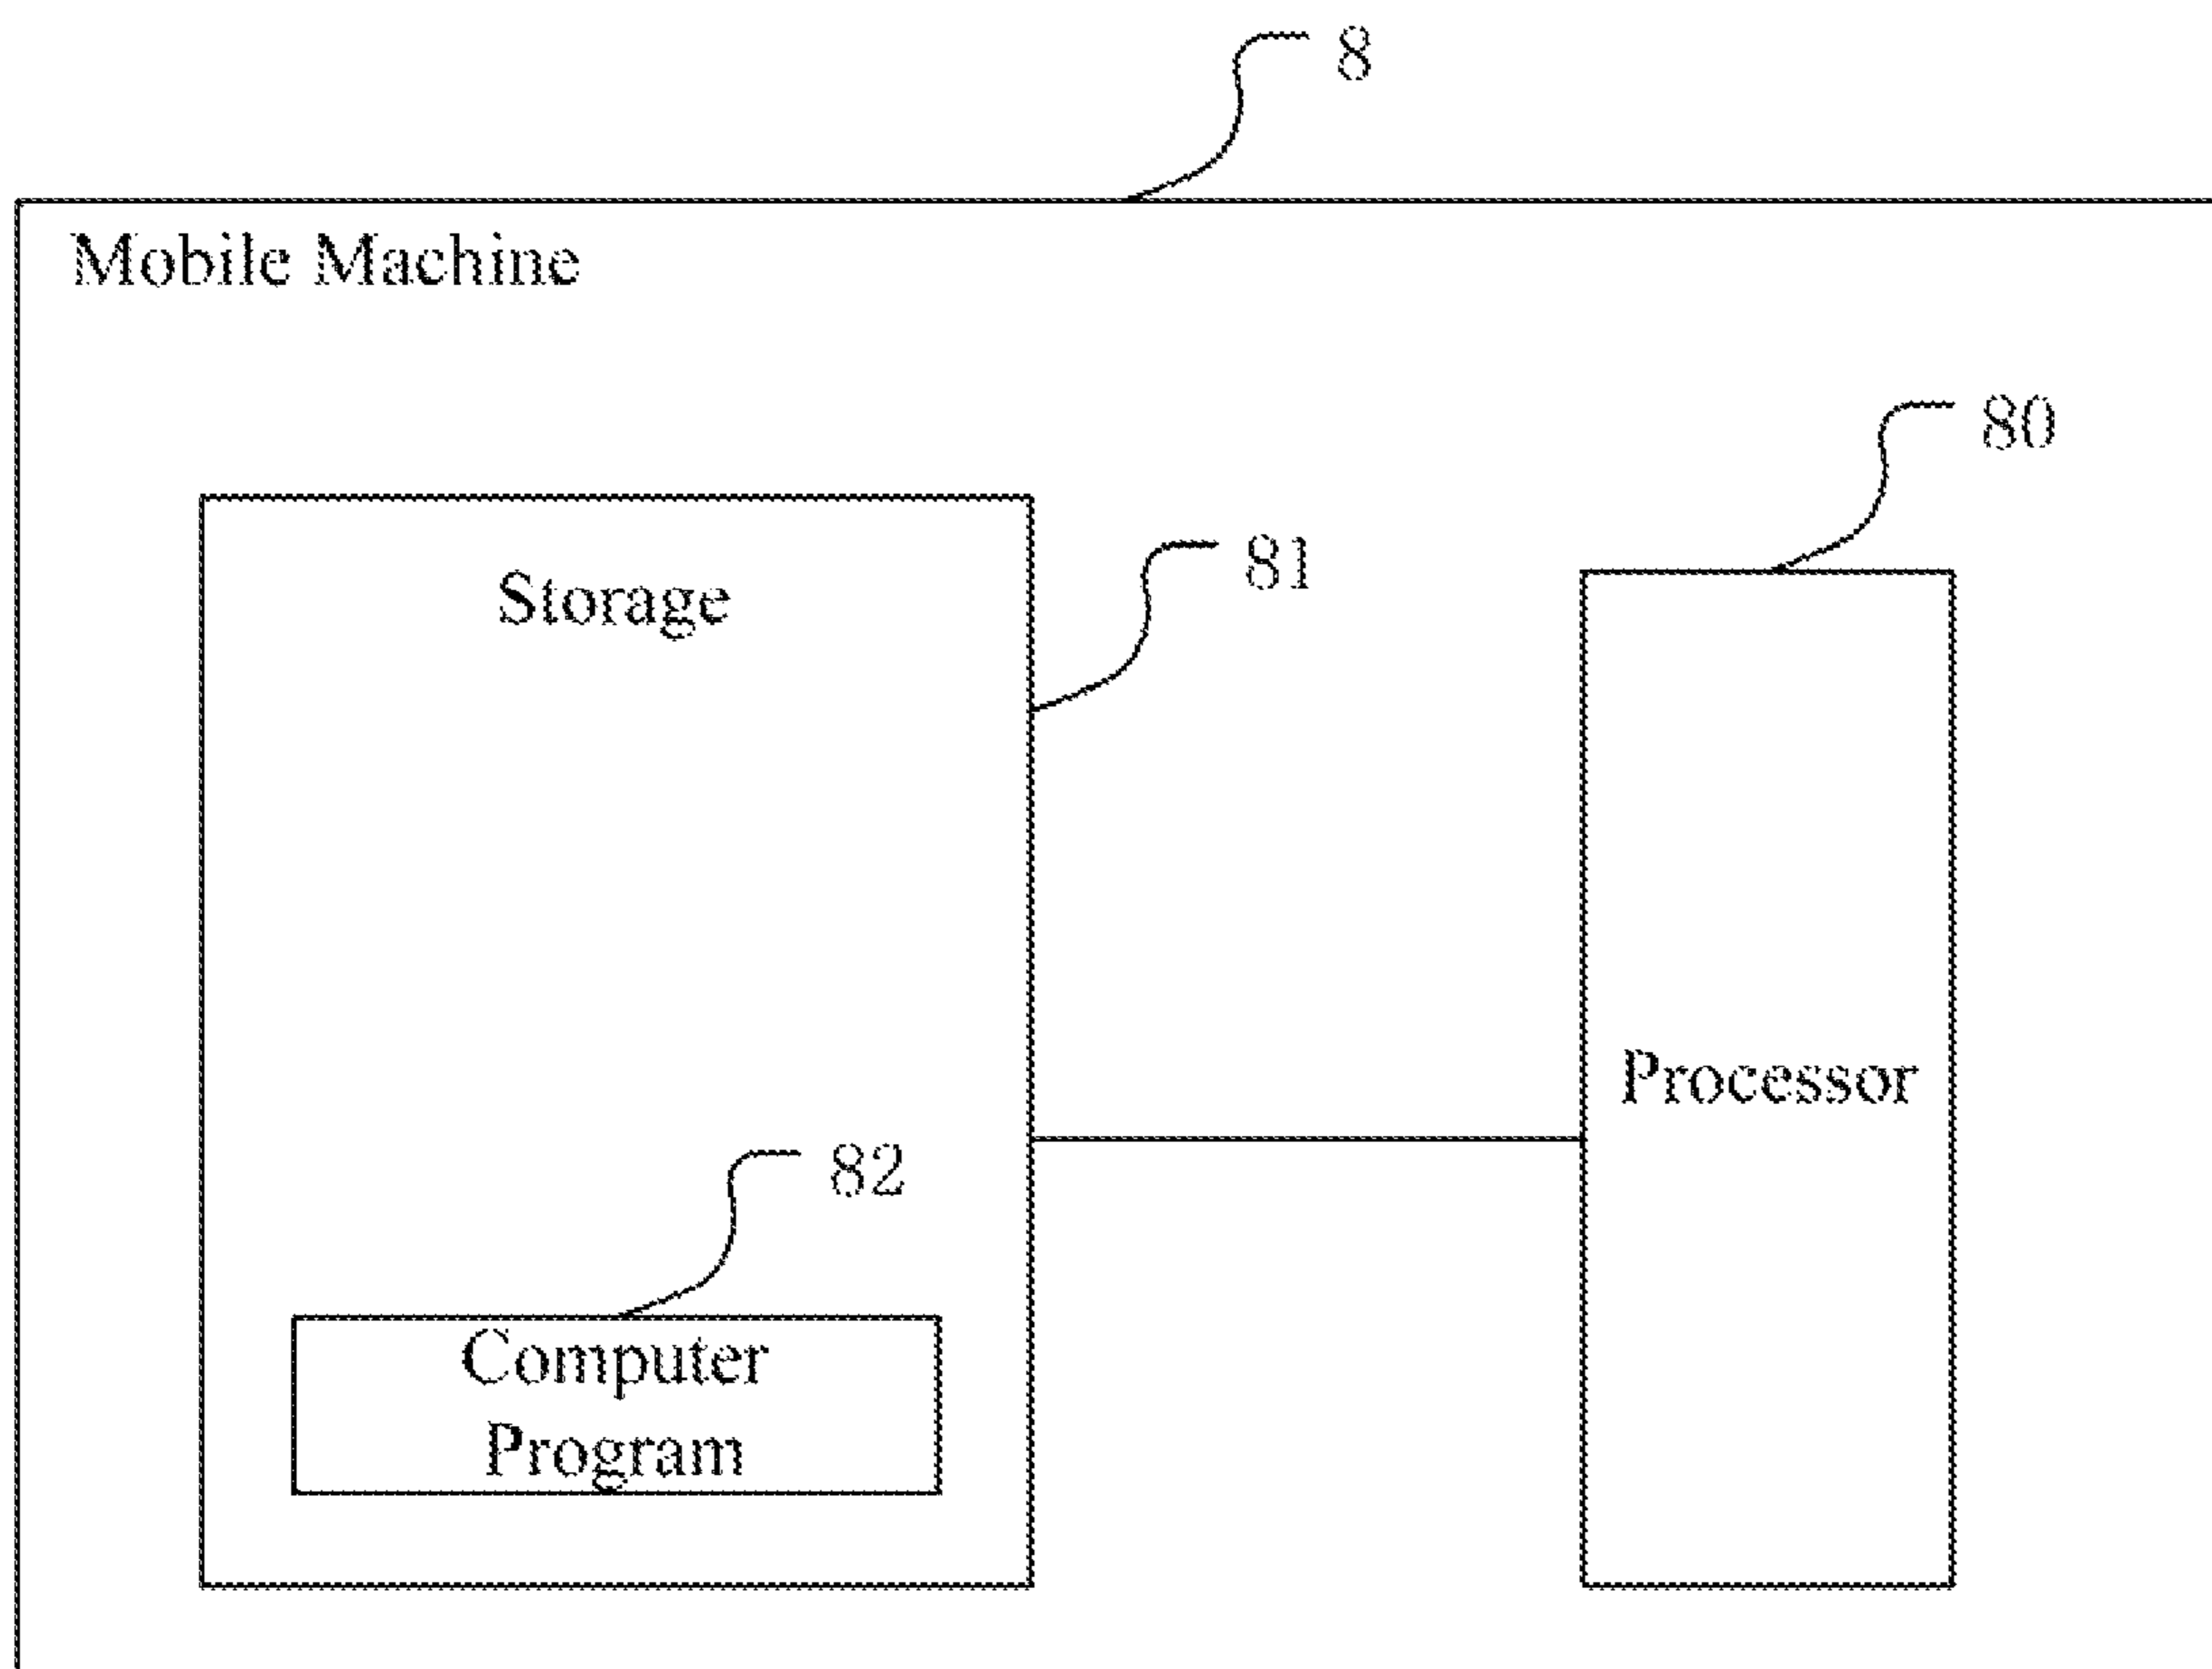 8
Mobile Machine
80
Storage
81
Processor
82
Computer
Program